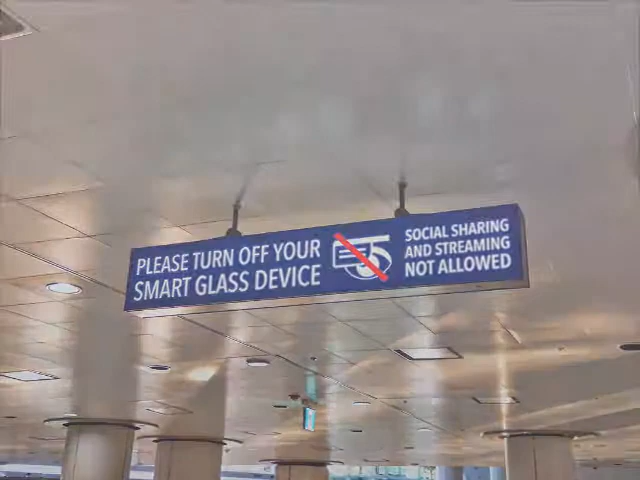 PLEASE TURN OFF YOUR
SMART GLASS DEVICE
SOCIAL SHARING
AND STREAMING
NOT ALLOWED